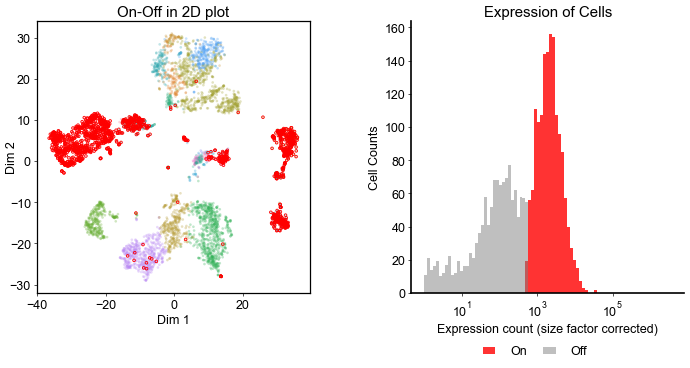 On-Off in 2D plot
Dim 2
30
20
10
0
−10
−20
−30
−40
−20
0
20
Dim 1
Expression of Cells
Cell Counts
160
140
120
100
80
60
40
20
0
10^1
10^3
10^5
Expression count (size factor corrected)
On
Off